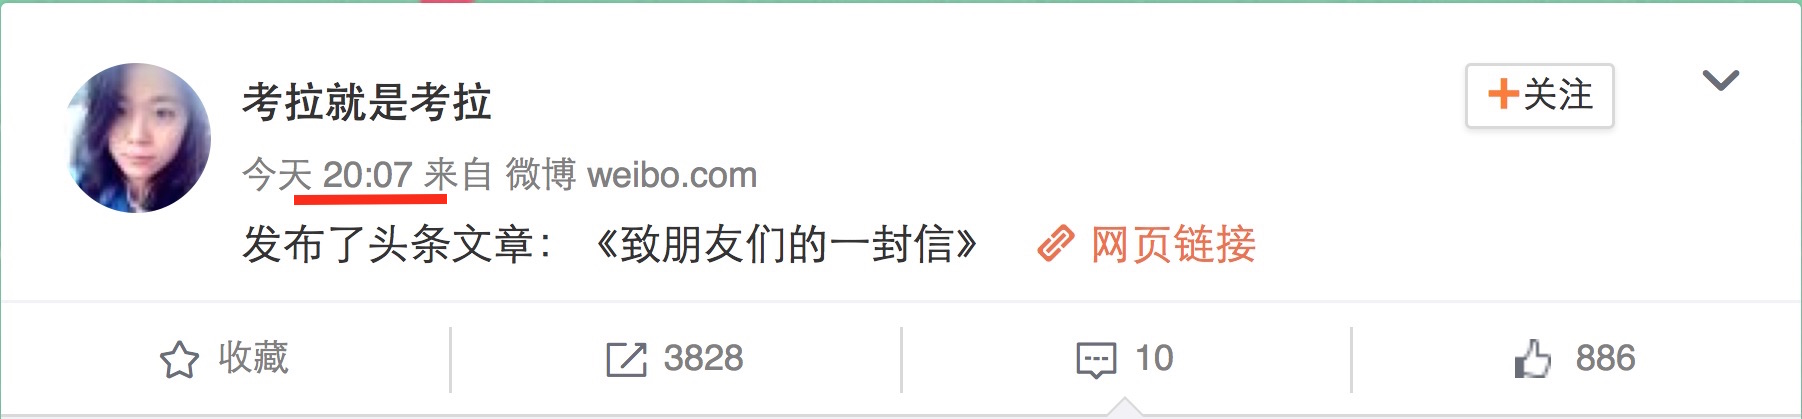 考拉就是考拉
+关注
今天 20:07 来自 微博 weibo.com
发布了头条文章：《致朋友们的一封信》 网页链接
收藏 3828 10 886